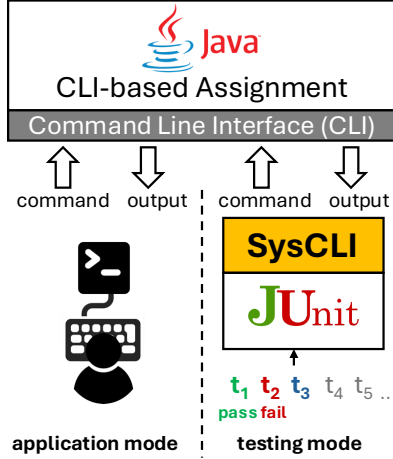 Java
CLI-based Assignment
Command Line Interface (CLI)
command output command output
>_
SysCLI
JUnit
t1 t2 t3 t4 t5 ..
pass fail
application mode testing mode